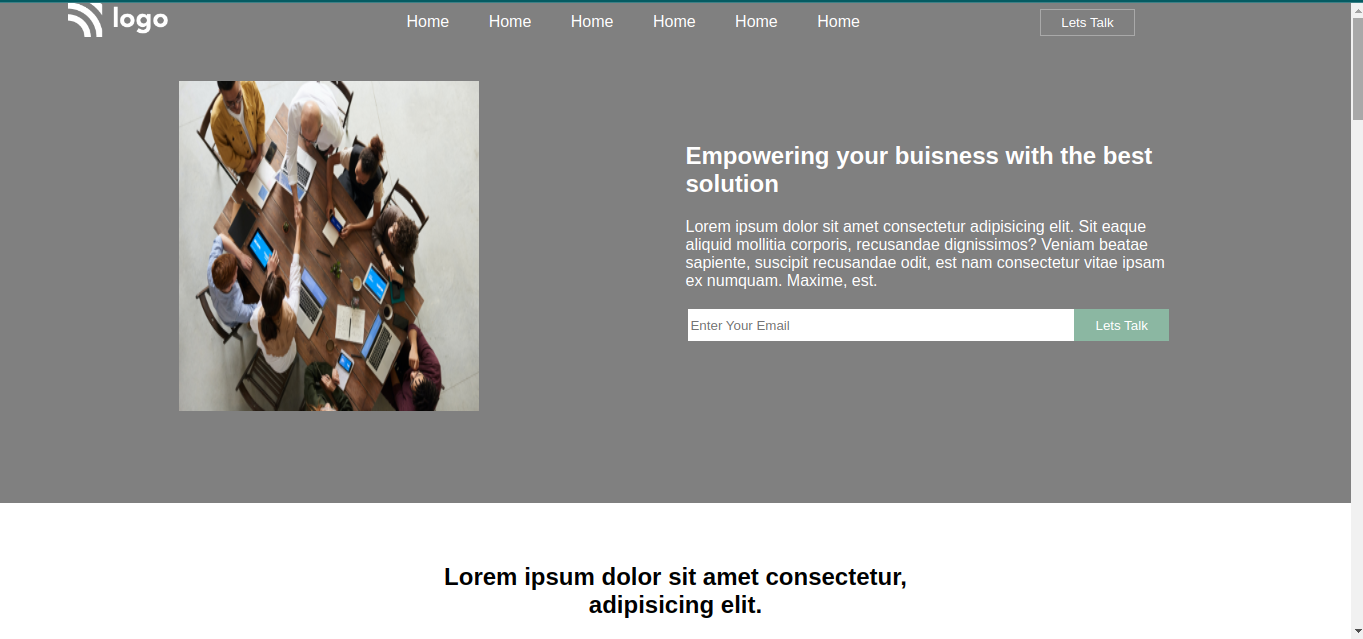 logo
Home Home Home Home Home Home
Lets Talk
Empowering your buisness with the best
solution
Lorem ipsum dolor sit amet consectetur adipisicing elit. Sit eaque
aliquid mollitia corporis, recusandae dignissimos? Veniam beatae
sapiente, suscipit recusandae odit, est nam consectetur vitae ipsam
ex numquam. Maxime, est.
Enter Your Email
Lets Talk
Lorem ipsum dolor sit amet consectetur,
adipisicing elit.